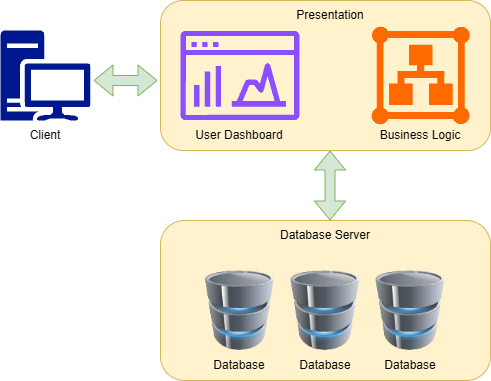 Presentation
Client
User Dashboard
Business Logic
Database Server
Database
Database
Database